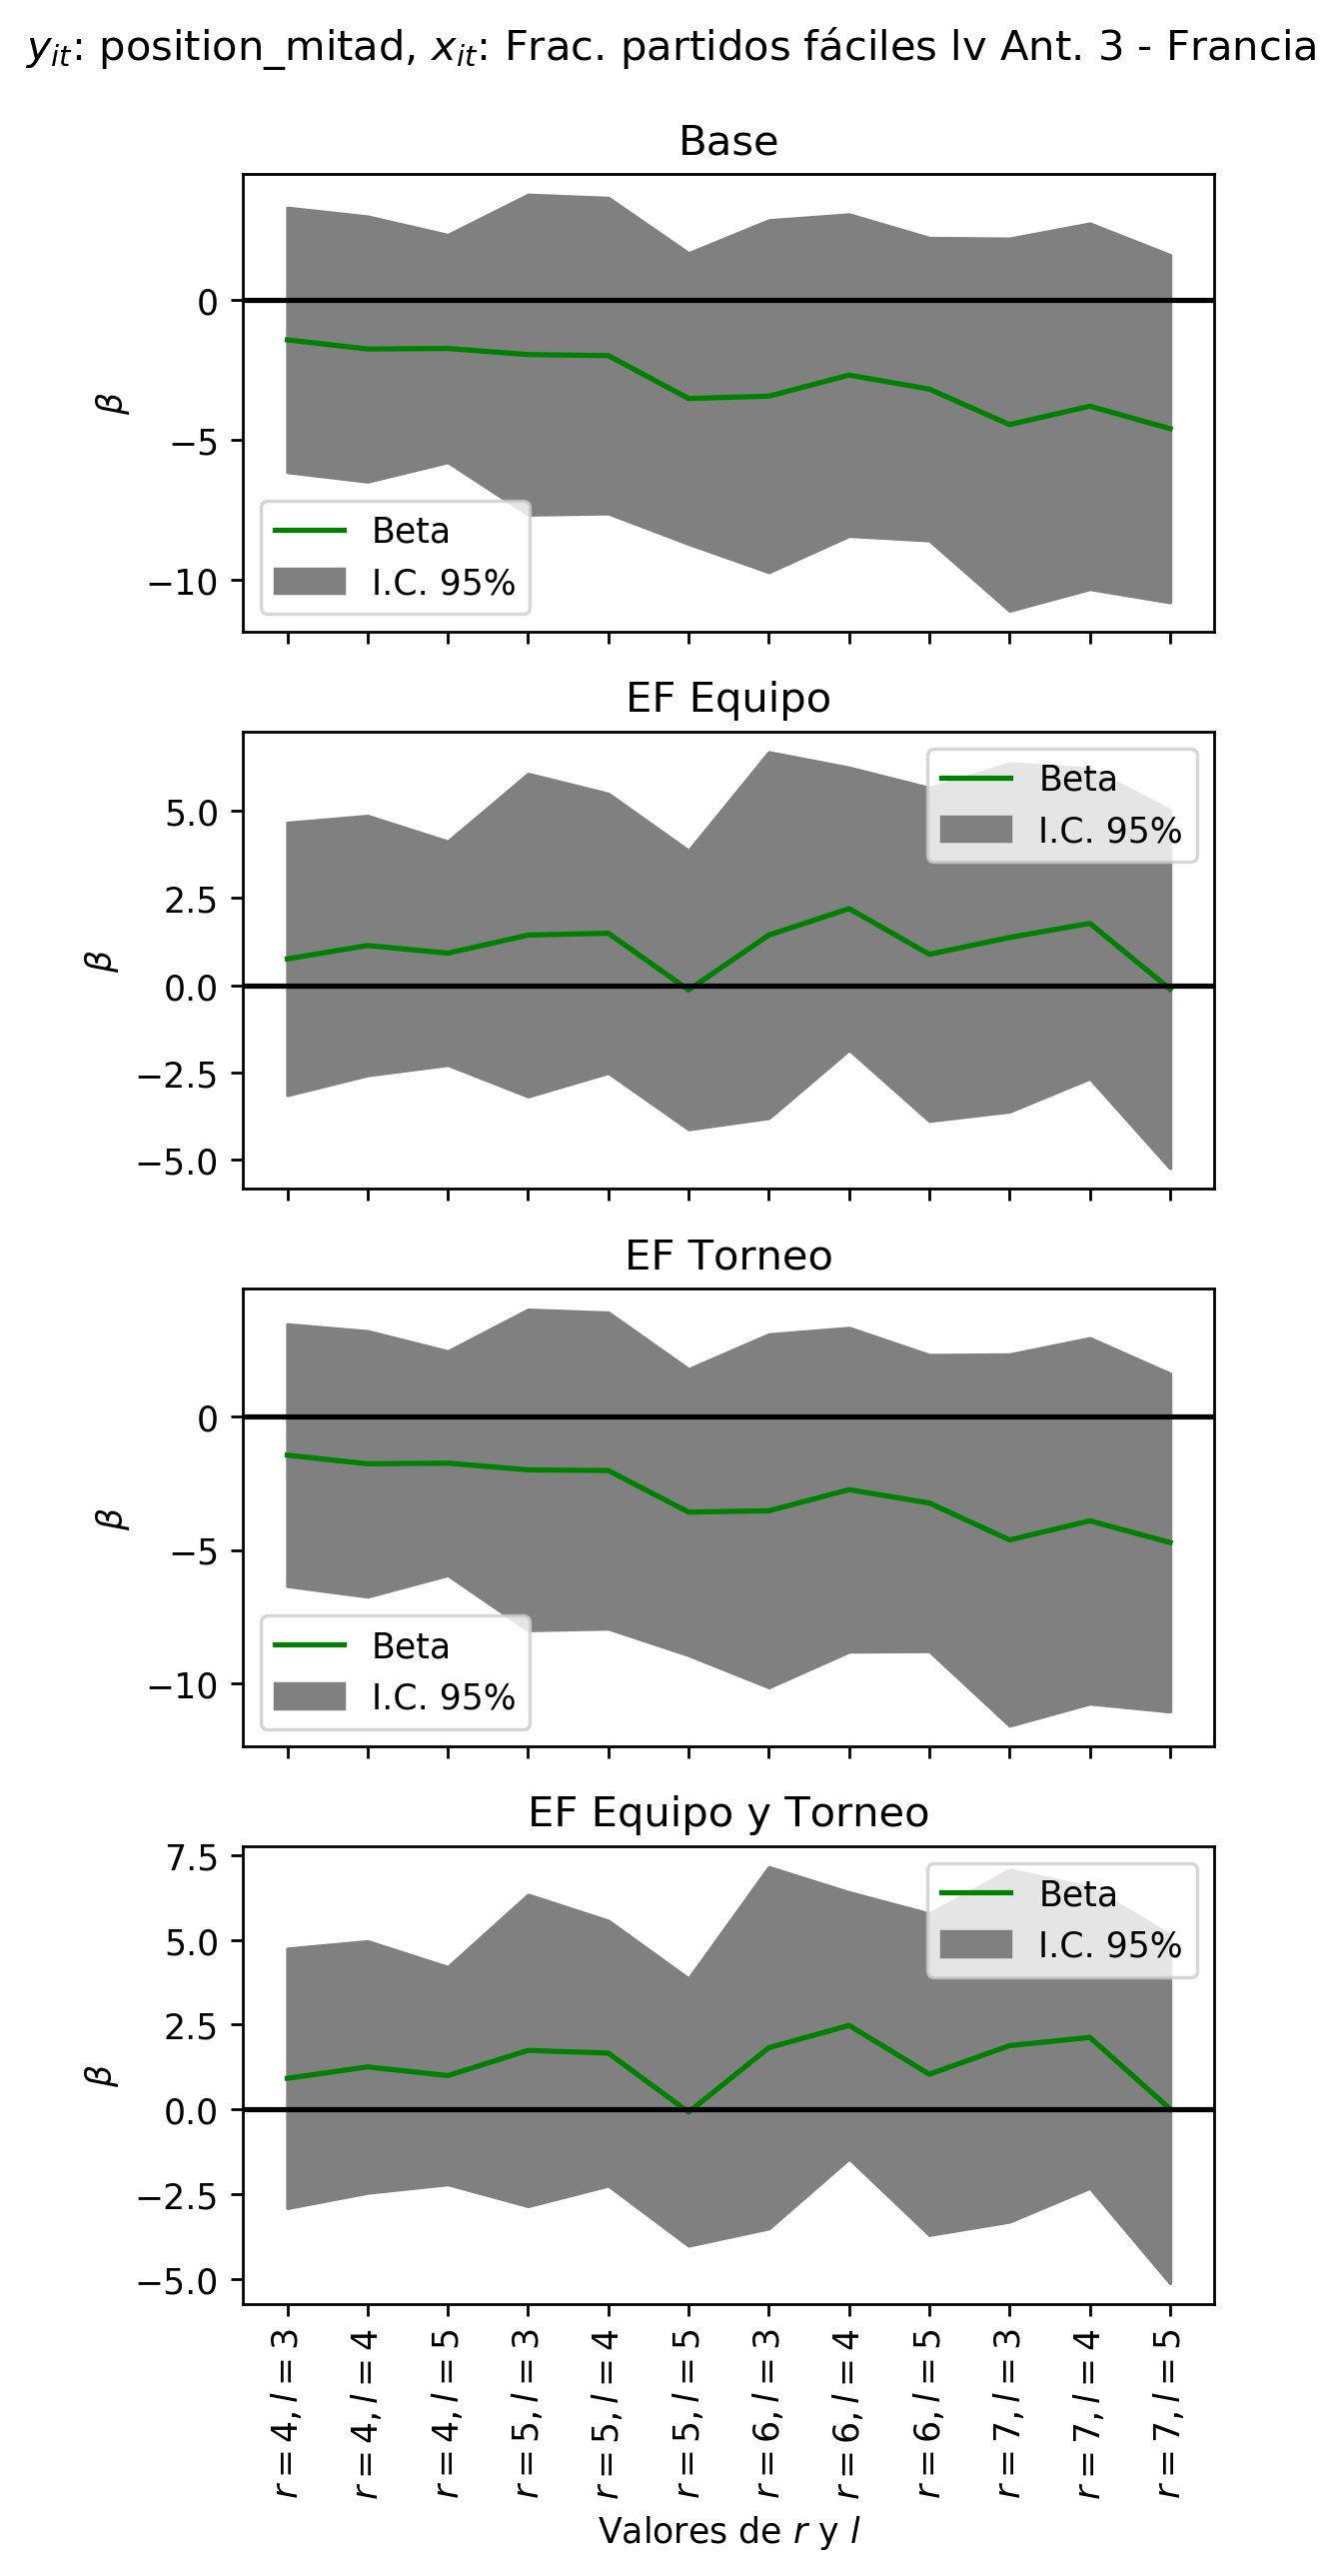 y_it: position_mitad, x_it: Frac. partidos fáciles lv Ant. 3 - Francia
Base
0
−5
−10
β
Beta
I.C. 95%
EF Equipo
5.0
2.5
0.0
−2.5
−5.0
β
Beta
I.C. 95%
EF Torneo
0
−5
−10
β
Beta
I.C. 95%
EF Equipo y Torneo
7.5
5.0
2.5
0.0
−2.5
−5.0
β
Beta
I.C. 95%
r = 4, l = 3
r = 4, l = 4
r = 4, l = 5
r = 5, l = 3
r = 5, l = 4
r = 5, l = 5
r = 6, l = 3
r = 6, l = 4
r = 6, l = 5
r = 7, l = 3
r = 7, l = 4
r = 7, l = 5
Valores de r y l